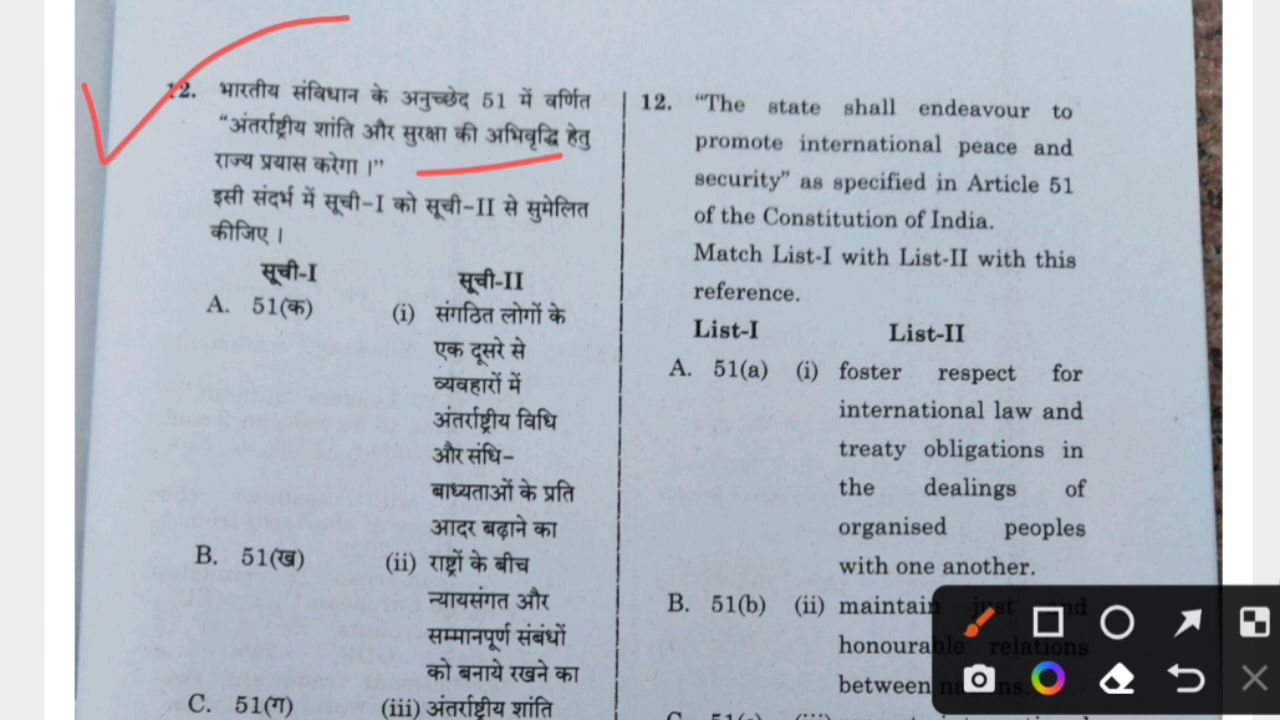 12. भारतीय संविधान के अनुच्छेद 51 में वर्णित
“अंतर्राष्ट्रीय शांति और सुरक्षा की अभिवृद्धि हेतु
राज्य प्रयास करेगा ।”
इसी संदर्भ में सूची-I को सूची-II से सुमेलित
कीजिए ।
सूची-I सूची-II
A. 51(क) (i) संगठित लोगों के
एक दूसरे से
व्यवहारों में
अंतर्राष्ट्रीय विधि
और संधि-
बाध्यताओं के प्रति
आदर बढ़ाने का
B. 51(ख) (ii) राष्ट्रों के बीच
न्यायसंगत और
सम्मानपूर्ण संबंधों
को बनाये रखने का
C. 51(ग) (iii) अंतर्राष्ट्रीय शांति
12. “The state shall endeavour to
promote international peace and
security” as specified in Article 51
of the Constitution of India.
Match List-I with List-II with this
reference.
List-I List-II
A. 51(a) (i) foster respect for
international law and
treaty obligations in
the dealings of
organised peoples
with one another.
B. 51(b) (ii) maintain just and
honourable relations
between nations.